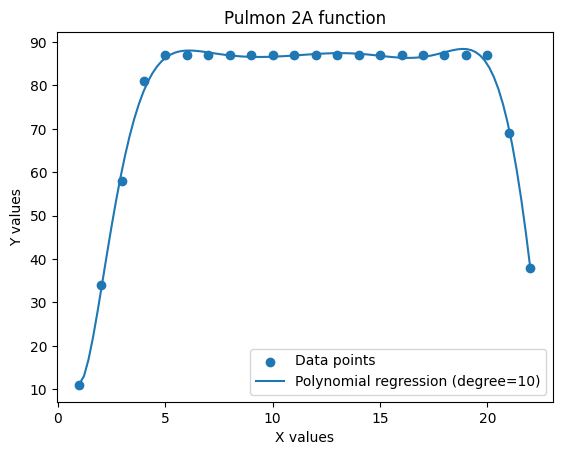 Pulmon 2A function
Y values
90
80
70
60
50
40
30
20
10
Data points
Polynomial regression (degree=10)
0
5
10
15
20
X values